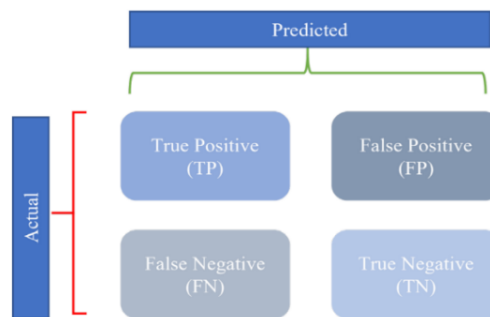 Predicted
Actual
True Positive
(TP)
False Positive
(FP)
False Negative
(FN)
True Negative
(TN)